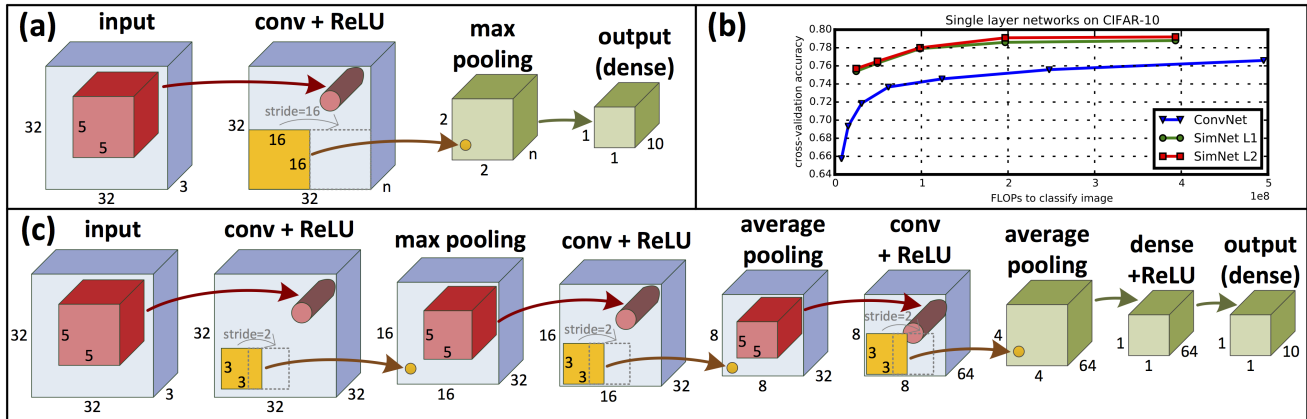 (a)
input
conv + ReLU
max
pooling
output
(dense)
32
5
5
32
3
stride=16
32
16
16
32
n
2
2
n
1
1
10
(b)
Single layer networks on CIFAR-10
cross-validation accuracy
0.80
0.78
0.76
0.74
0.72
0.70
0.68
0.66
0.64
ConvNet
SimNet L1
SimNet L2
0 1 2 3 4 5
1e8
FLOPs to classify image
(c)
input
conv + ReLU
max pooling
conv + ReLU
average
pooling
conv
+ ReLU
average
pooling
dense
+ReLU
output
(dense)
32
5
5
32
3
32
stride=2
3
3
32
32
16
5
5
16
32
16
stride=2
3
3
16
32
8
5
5
8
32
8
stride=2
3
3
8
64
4
4
64
1
1
64
1
1
10